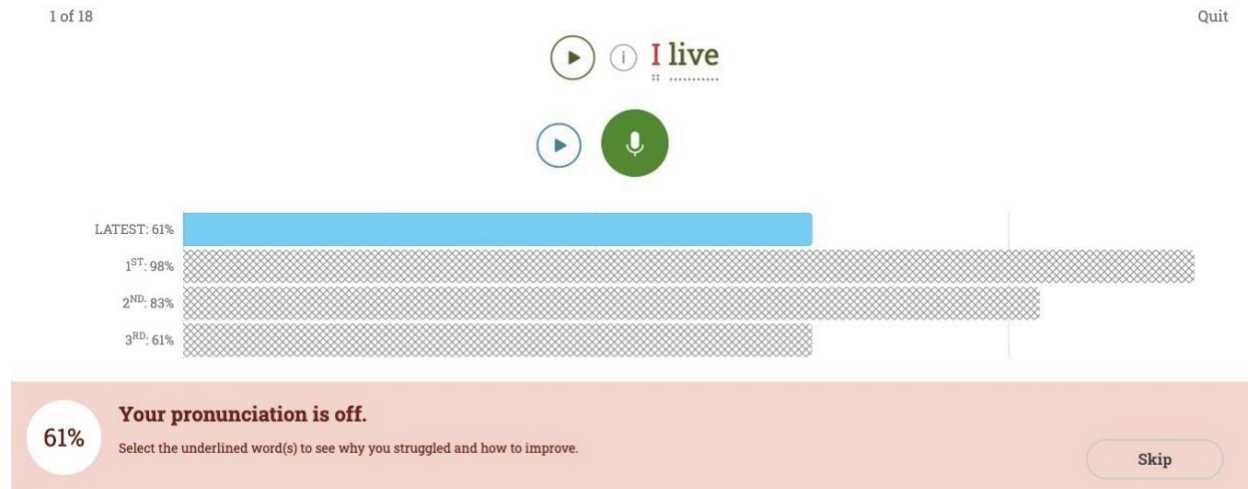 1 of 18
Quit
i I live
LATEST: 61%
1ST: 98%
2ND: 83%
3RD: 61%
61%
Your pronunciation is off.
Select the underlined word(s) to see why you struggled and how to improve.
Skip